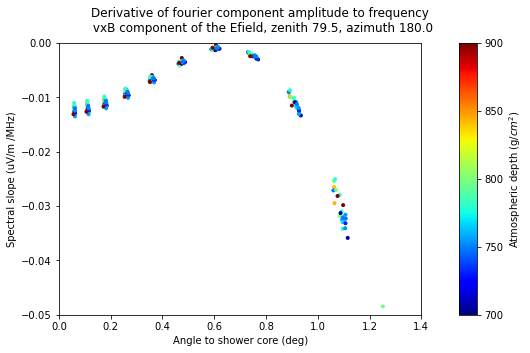 Derivative of fourier component amplitude to frequency
vxB component of the Efield, zenith 79.5, azimuth 180.0
0.00
−0.01
−0.02
−0.03
−0.04
−0.05
Spectral slope (uV/m /MHz)
0.0 0.2 0.4 0.6 0.8 1.0 1.2 1.4
Angle to shower core (deg)
900
850
800
750
700
Atmospheric depth (g/cm²)